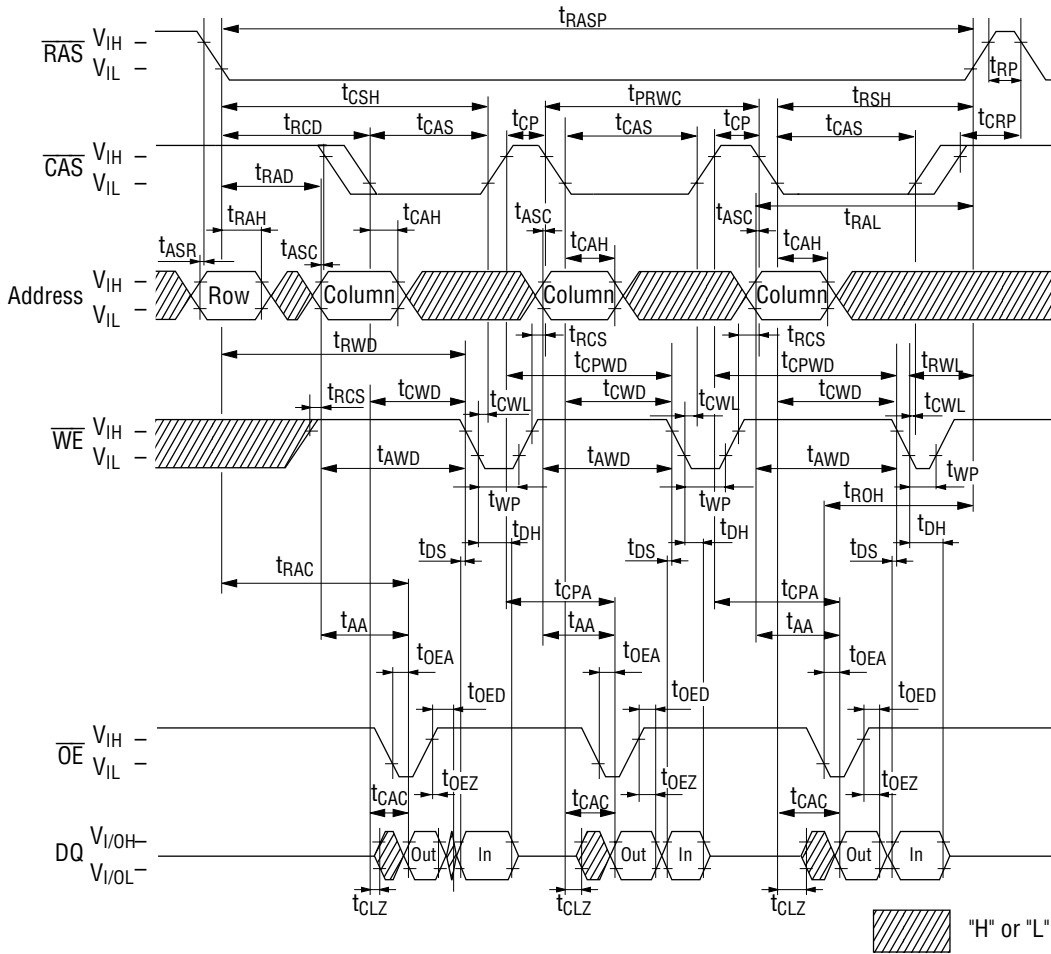 tRASP
RAS VIH
VIL
tRP
tCSH tPRWC tRSH
tRCD tCAS tCP tCAS tCP tCAS tCRP
CAS VIH
VIL
tRAD tRAL
tRAH tCAH tASC tASC
tASR tASC tCAH tCAH
Address VIH
VIL
Row Column Column Column
tRCS tRCS
tRWD tCPWD tCPWD tRWL
tRCS tCWD tCWL tCWD tCWL tCWD tCWL
WE VIH
VIL
tAWD tAWD tAWD
tWP tWP tWP
tROH
tDH tDH tDH
tDS tDS tDS
tRAC tCPA tCPA
tAA tAA tAA
tOEA tOEA tOEA
tOED tOED tOED
OE VIH
VIL
tOEZ tOEZ tOEZ
tCAC tCAC tCAC
DQ VI/OH
VI/OL
Out In Out In Out In
tCLZ tCLZ tCLZ
"H" or "L"